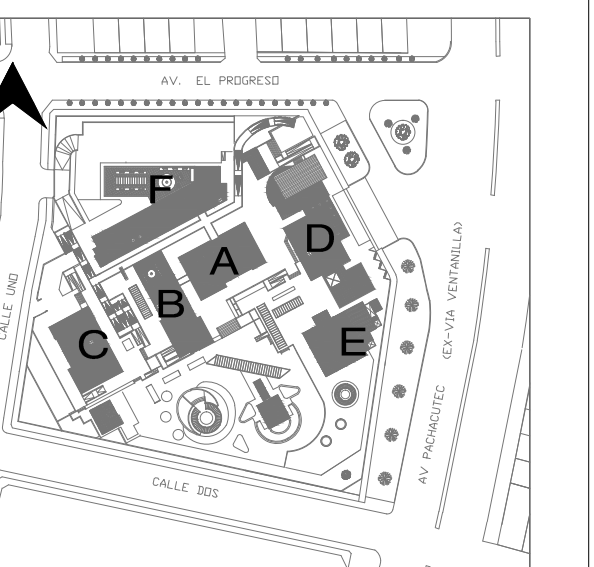 AV. EL PROGRESO
F
D
A
B
E
C
CALLE UNO
(EX-VIA VENTANILLA)
AV PACHACUTEC
CALLE DOS